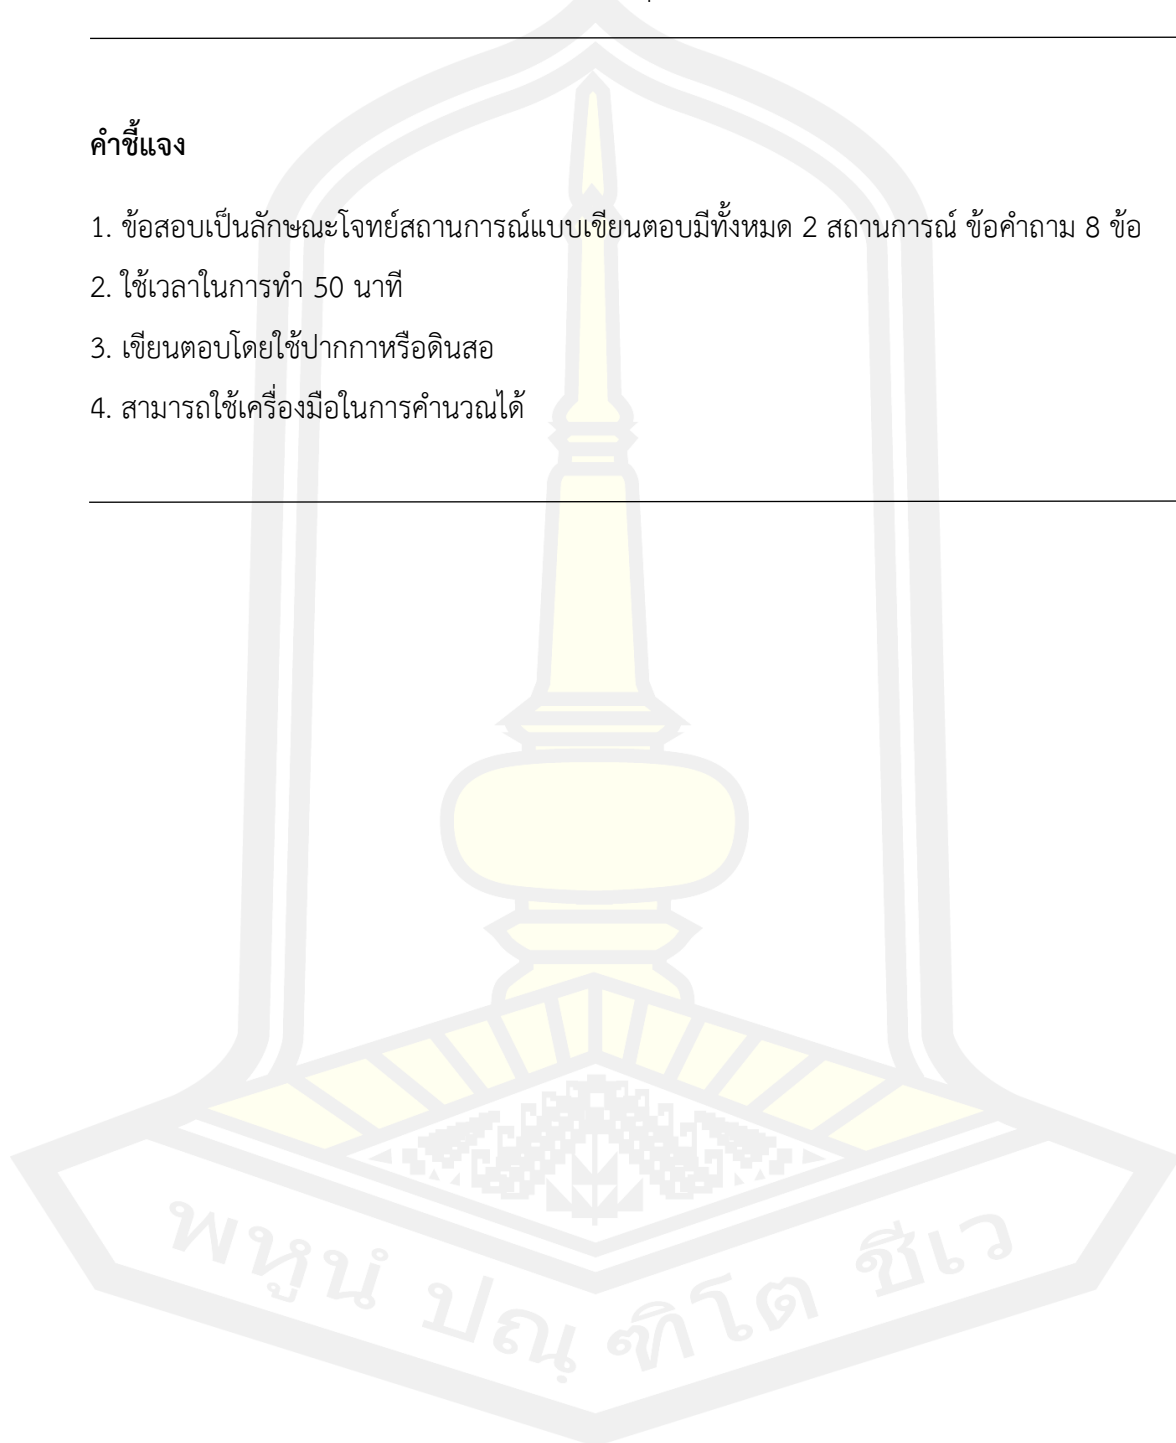 คำชี้แจง
1. ข้อสอบเป็นลักษณะโจทย์สถานการณ์แบบเขียนตอบมีทั้งหมด 2 สถานการณ์ ข้อคำถาม 8 ข้อ
2. ใช้เวลาในการทำ 50 นาที
3. เขียนตอบโดยใช้ปากกาหรือดินสอ
4. สามารถใช้เครื่องมือในการคำนวณได้
พหูนํ ปณฺฑิโต ชีเว